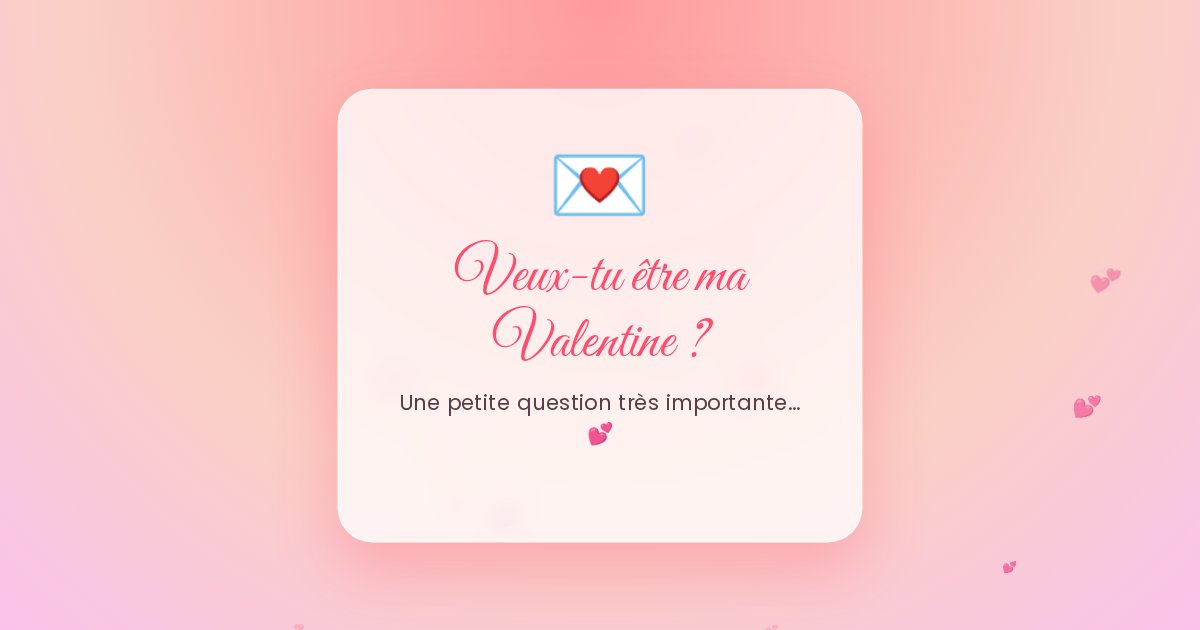 Veux-tu être ma
Valentine ?
Une petite question très importante...
💕